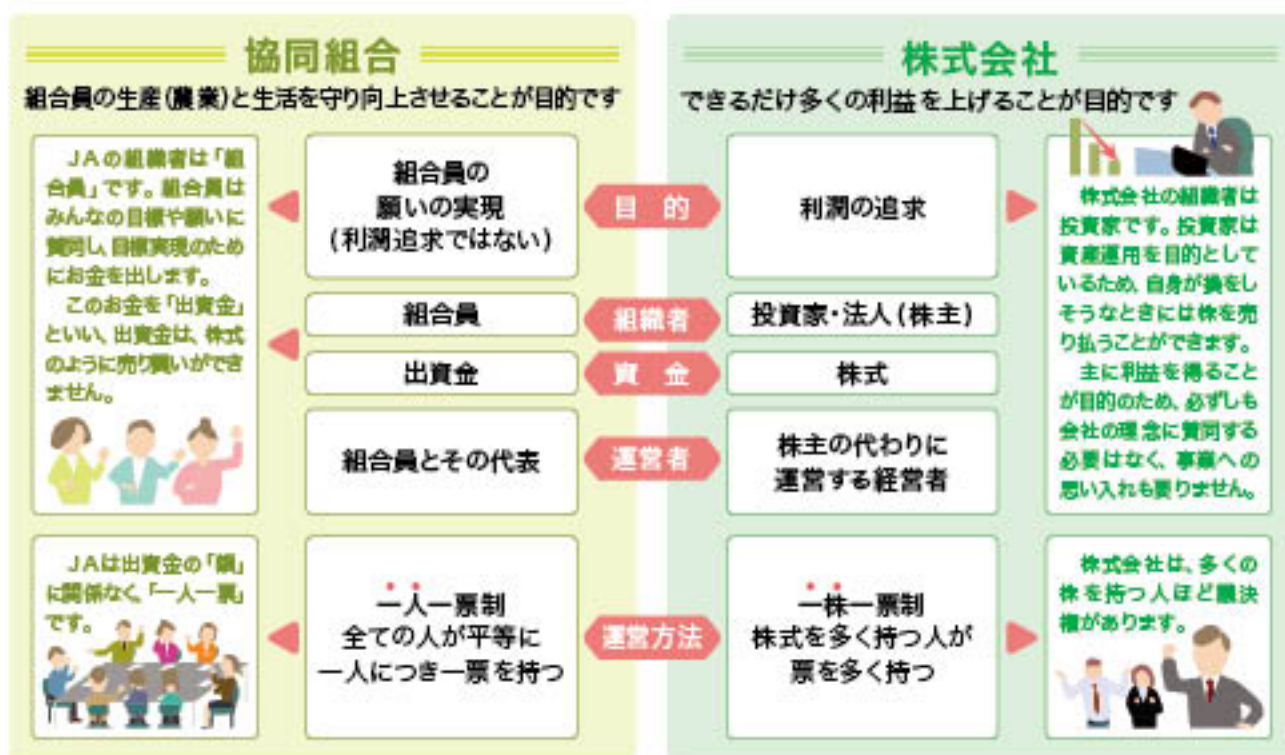 協同組合
組合員の生産(農業)と生活を守り向上させることが目的です
株式会社
できるだけ多くの利益を上げることが目的です
JAの組織者は「組
合員」です。組合員は
みんなの目標や願いに
賛同し、目標実現のため
にお金を出します。
このお金を「出資金」
といい、出資金は、株式
のように売り買いができ
ません。
組合員の
願いの実現
(利潤追求ではない)
目的
利潤の追求
株式会社の組織者は
投資家です。投資家は
資産運用を目的として
いるため、自身が損をし
そうなときには株を売
り払うことができます。
主に利益を得ること
が目的のため、必ずしも
会社の理念に賛同する
必要はなく、事業への
思い入れも要りません。
組合員
組織者
投資家・法人(株主)
出資金
資金
株式
組合員とその代表
運営者
株主の代わりに
運営する経営者
JAは出資金の「額」
に関係なく、「一人一票」
です。
一人一票制
全ての人が平等に
一人につき一票を持つ
運営方法
一株一票制
株式を多く持つ人が
票を多く持つ
株式会社は、多くの
株を持つ人ほど議決
権があります。